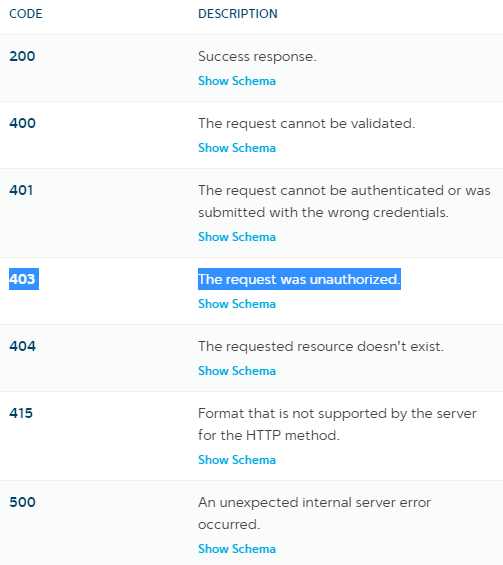 CODE DESCRIPTION
200 Success response.
Show Schema
400 The request cannot be validated.
Show Schema
401 The request cannot be authenticated or was
submitted with the wrong credentials.
Show Schema
403 The request was unauthorized.
Show Schema
404 The requested resource doesn't exist.
Show Schema
415 Format that is not supported by the server
for the HTTP method.
Show Schema
500 An unexpected internal server error
occurred.
Show Schema